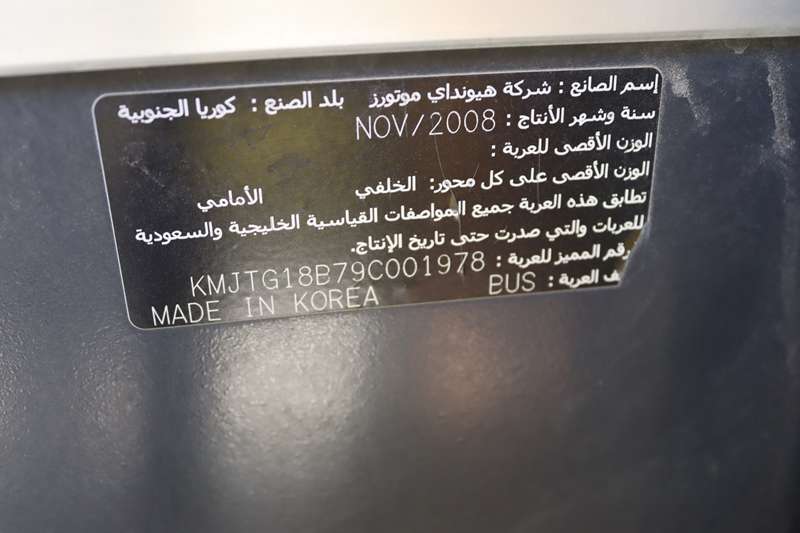 إسم الصانع : شركة هيونداي موتورز بلد الصنع : كوريا الجنوبية
سنة وشهر الأنتاج : NOV/2008
الوزن الأقصى للعربة :
الوزن الأقصى على كل محور: الخلفي الأمامي
تطابق هذه العربة جميع المواصفات القياسية الخليجية والسعودية
للعربات والتي صدرت حتى تاريخ الإنتاج.
المميز للعربة : KMJTG18B79C001978
العربة : BUS
MADE IN KOREA